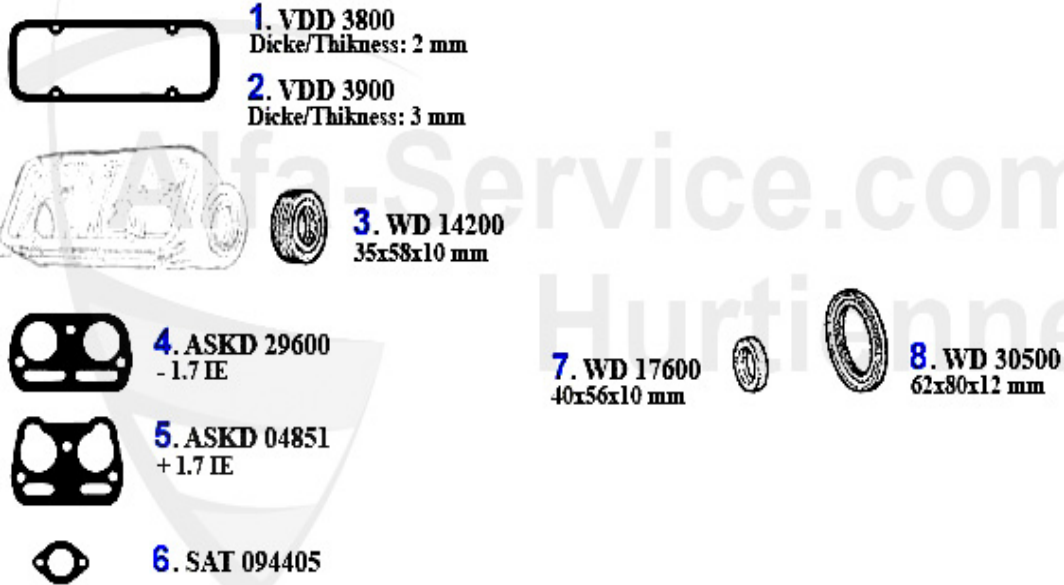 1. VDD 3800
Dicke/Thikness: 2 mm
2. VDD 3900
Dicke/Thikness: 3 mm
Alfa-Service.com
3. WD 14200
35x58x10 mm
Hurtienne
4. ASKD 29600
- 1.7 IE
7. WD 17600
40x56x10 mm
8. WD 30500
62x80x12 mm
5. ASKD 04851
+ 1.7 IE
6. SAT 094405